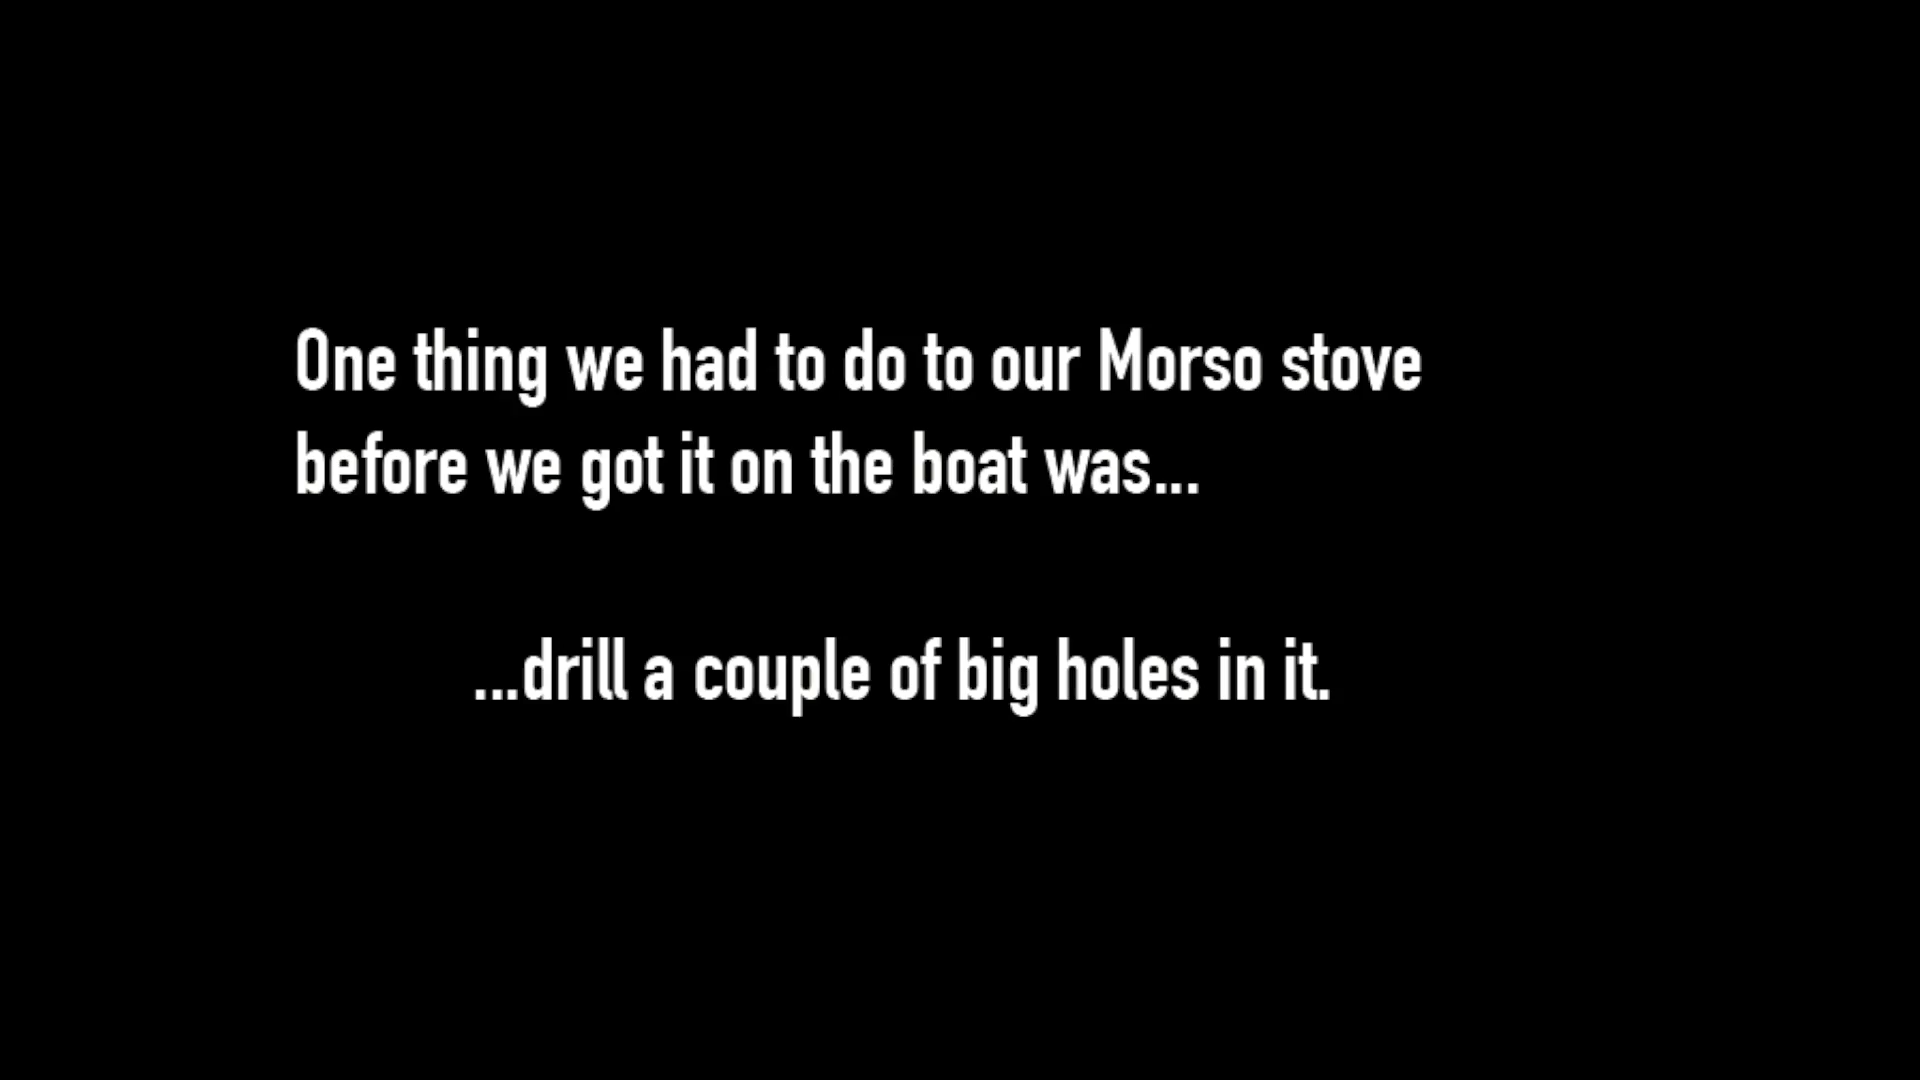 One thing we had to do to our Morso stove
before we got it on the boat was...
...drill a couple of big holes in it.